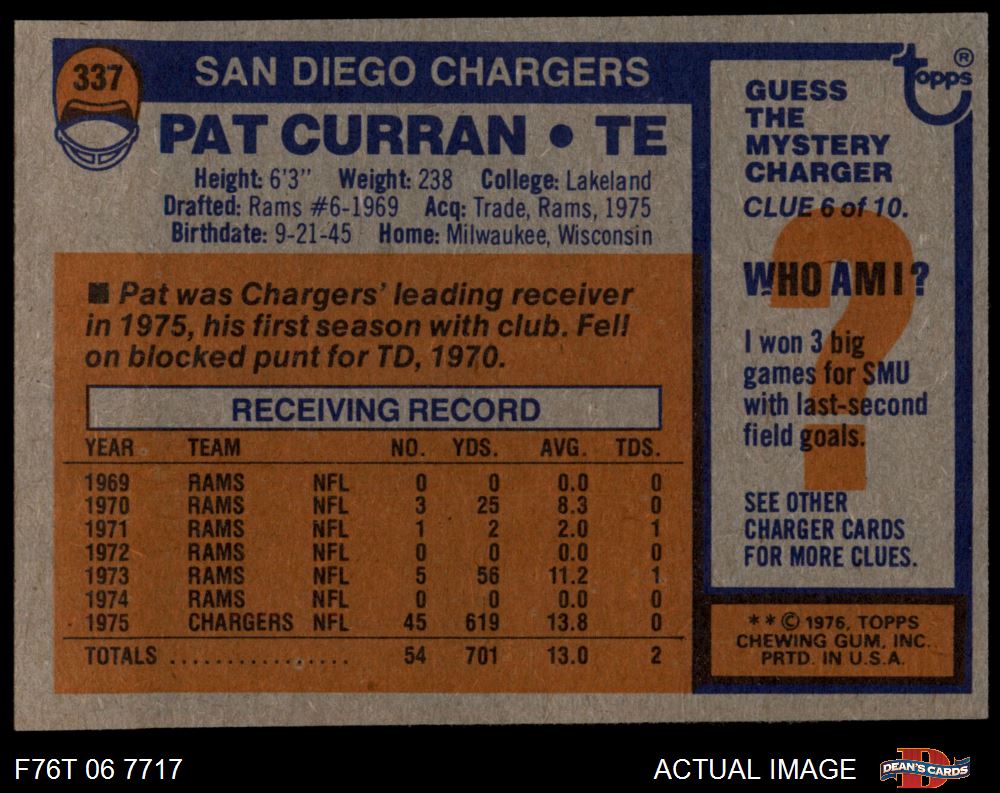 337
SAN DIEGO CHARGERS
PAT CURRAN • TE
Height: 6'3" Weight: 238 College: Lakeland
Drafted: Rams #6-1969 Acq: Trade, Rams, 1975
Birthdate: 9-21-45 Home: Milwaukee, Wisconsin
■ Pat was Chargers' leading receiver
in 1975, his first season with club. Fell
on blocked punt for TD, 1970.
RECEIVING RECORD
YEAR TEAM NO. YDS. AVG. TDS.
1969 RAMS NFL 0 0 0.0 0
1970 RAMS NFL 3 25 8.3 0
1971 RAMS NFL 1 2 2.0 1
1972 RAMS NFL 0 0 0.0 0
1973 RAMS NFL 5 56 11.2 1
1974 RAMS NFL 0 0 0.0 0
1975 CHARGERS NFL 45 619 13.8 0
TOTALS ................. 54 701 13.0 2
topps ®
GUESS
THE
MYSTERY
CHARGER
CLUE 6 of 10.
?
WHO AM I?
I won 3 big
games for SMU
with last-second
field goals.
SEE OTHER
CHARGER CARDS
FOR MORE CLUES.
** © 1976, TOPPS
CHEWING GUM, INC.
PRTD. IN U.S.A.
F76T 06 7717
ACTUAL IMAGE
D
DEAN'S CARDS